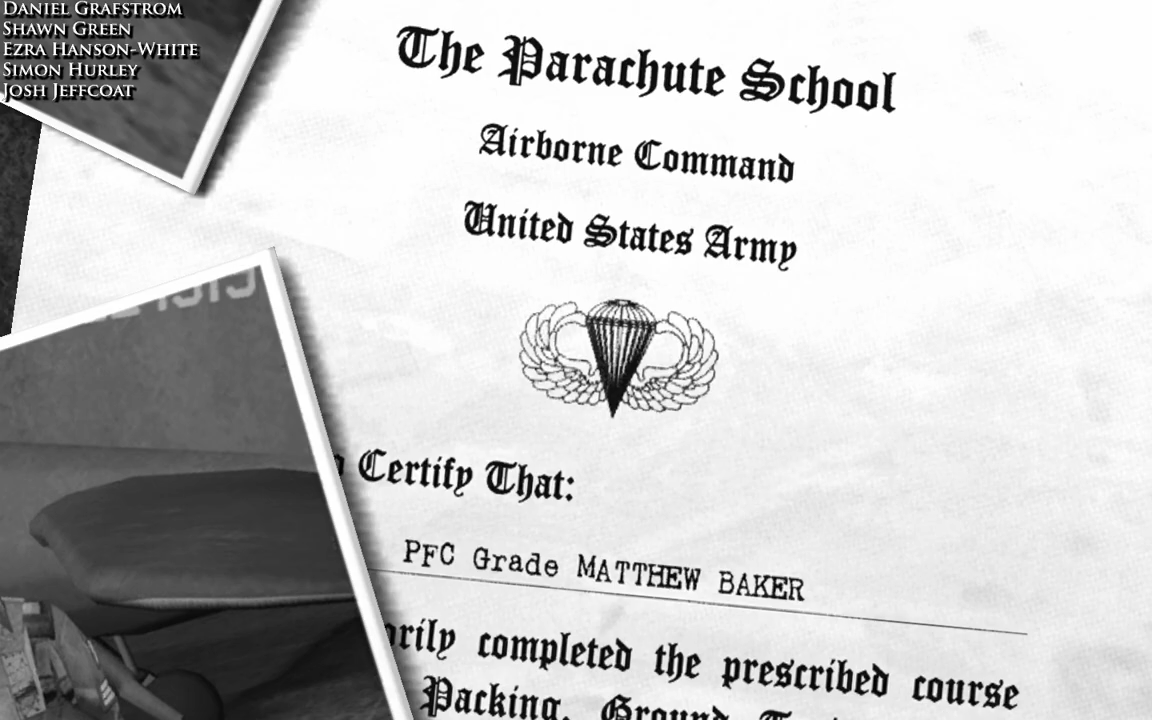 DANIEL GRAFSTROM
SHAWN GREEN
EZRA HANSON-WHITE
SIMON HURLEY
JOSH JEFFCOAT
The Parachute School
Airborne Command
United States Army
Certify That:
PFC Grade MATTHEW BAKER
completed the prescribed course
Packing, Ground